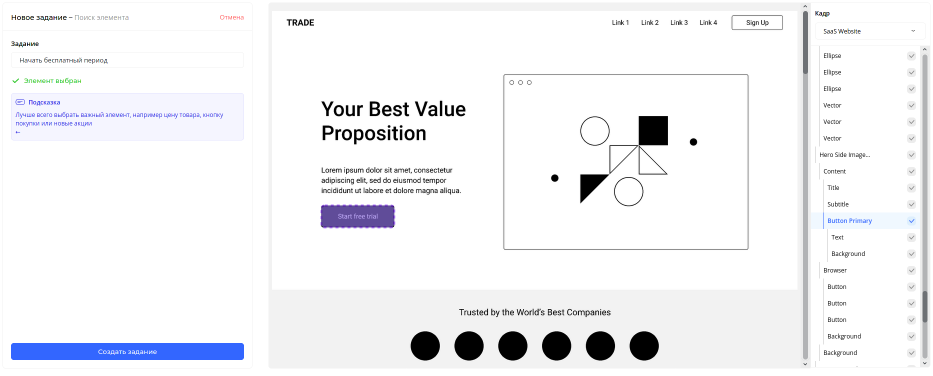 Новое задание – Поиск элемента
Отмена
Задание
Начать бесплатный период
Элемент выбран
Подсказка
Лучше всего выбрать важный элемент, например цену товара, кнопку
покупки или новые акции
←
Создать задание
TRADE
Link 1
Link 2
Link 3
Link 4
Sign Up
Your Best Value
Proposition
Lorem ipsum dolor sit amet, consectetur
adipiscing elit, sed do eiusmod tempor
incididunt ut labore et dolore magna aliqua.
Start free trial
Trusted by the World's Best Companies
Кадр
SaaS Website
Ellipse
Ellipse
Ellipse
Vector
Vector
Vector
Hero Side Image...
Content
Title
Subtitle
Button Primary
Text
Background
Browser
Button
Button
Button
Background
Background